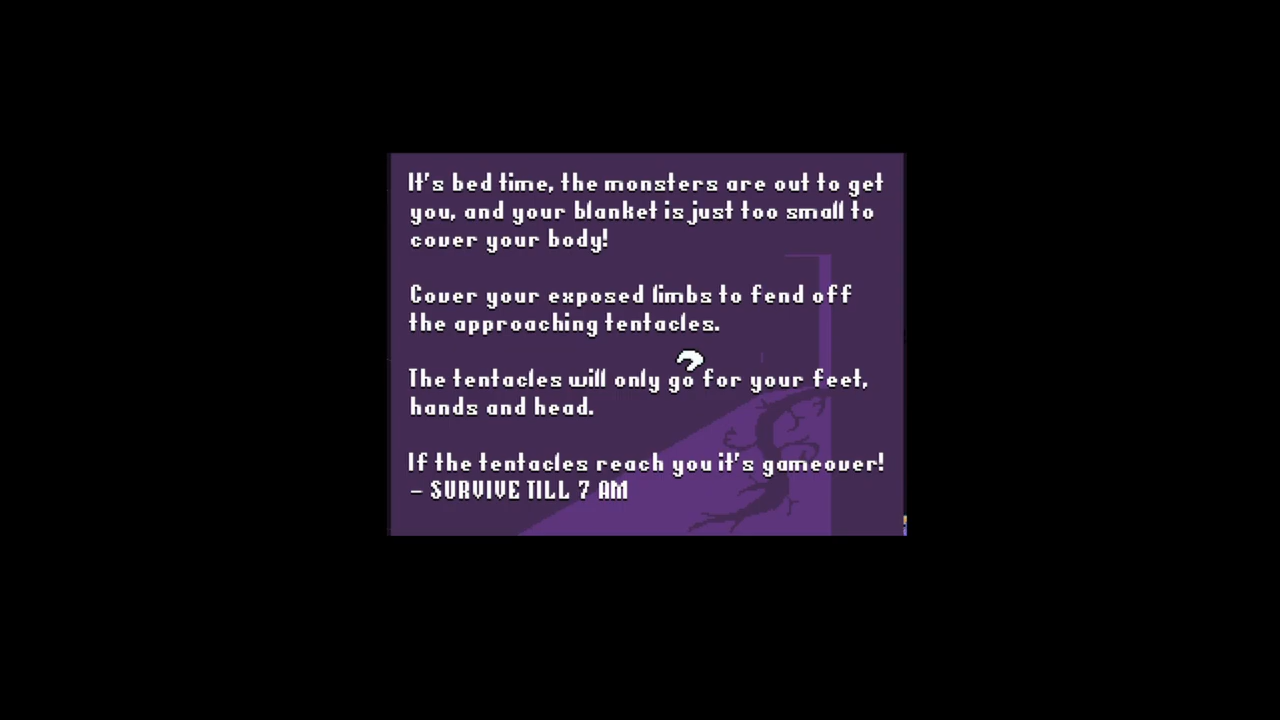 It's bed time, the monsters are out to get
you, and your blanket is just too small to
cover your body!
Cover your exposed limbs to fend off
the approaching tentacles.
?
The tentacles will only go for your feet,
hands and head.
If the tentacles reach you it's gameover!
- SURVIVE TILL 7 AM